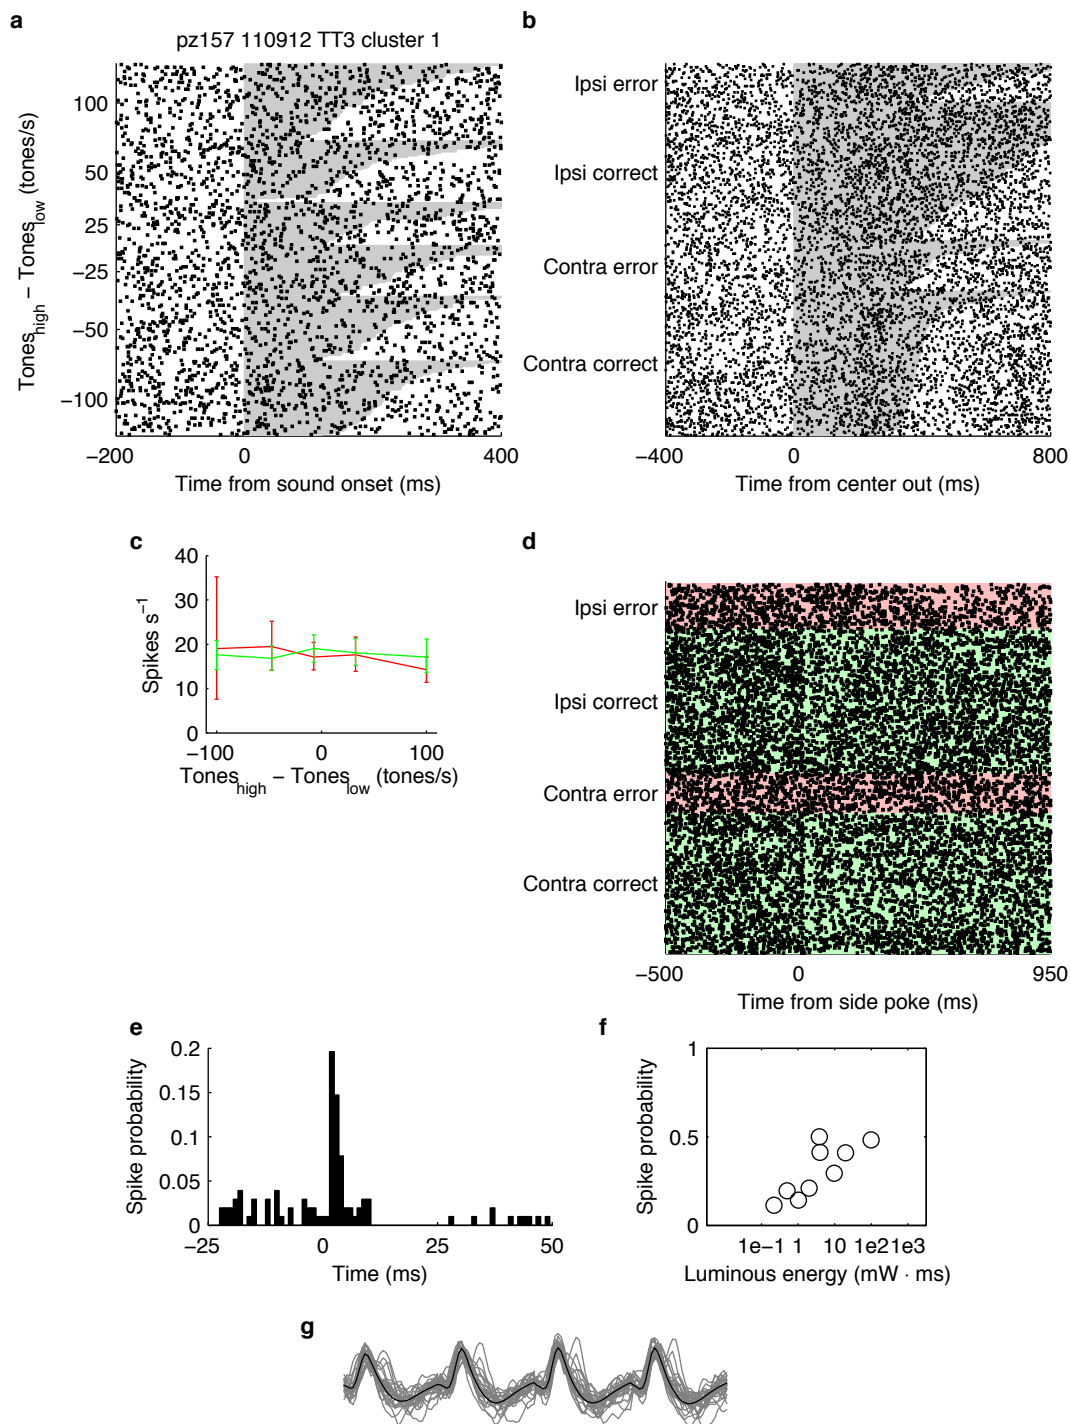 a
pz157 110912 TT3 cluster 1
Tones_high − Tones_low (tones/s)
100
50
25
−25
−50
−100
−200
0
400
Time from sound onset (ms)
b
Ipsi error
Ipsi correct
Contra error
Contra correct
−400
0
800
Time from center out (ms)
c
Spikes s⁻¹
40
30
20
10
0
−100
0
100
Tones_high − Tones_low (tones/s)
d
Ipsi error
Ipsi correct
Contra error
Contra correct
−500
0
950
Time from side poke (ms)
e
Spike probability
0.2
0.15
0.1
0.05
0
−25
0
25
50
Time (ms)
f
Spike probability
1
0.5
0
1e−1
1
10
1e2
1e3
Luminous energy (mW · ms)
g